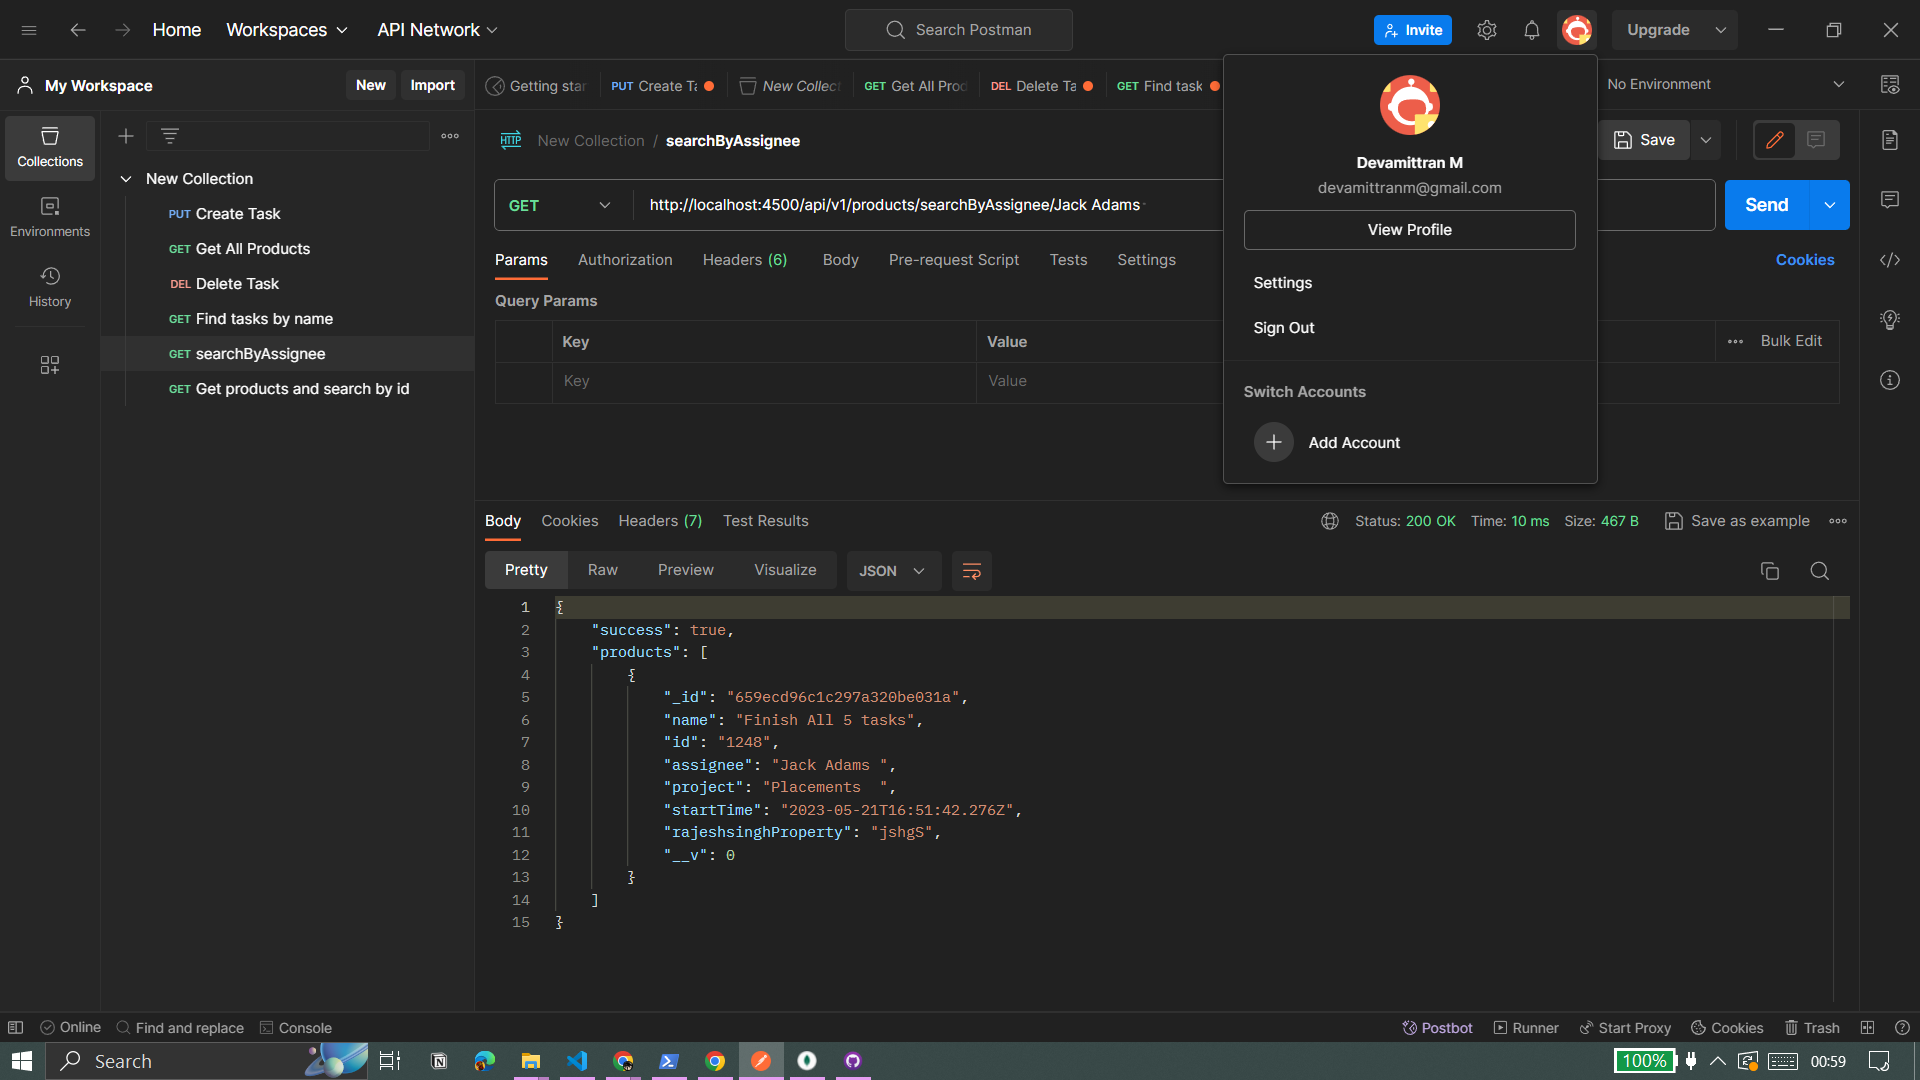 Home
Workspaces
API Network
Search Postman
Invite
Upgrade
My Workspace
New
Import
Getting star
PUT Create Ta
New Collect
GET Get All Prod
DEL Delete Ta
GET Find task
No Environment
Collections
Environments
History
New Collection
PUT Create Task
GET Get All Products
DEL Delete Task
GET Find tasks by name
GET searchByAssignee
GET Get products and search by id
HTTP New Collection / searchByAssignee
Save
GET
http://localhost:4500/api/v1/products/searchByAssignee/Jack Adams
Send
Params
Authorization
Headers (6)
Body
Pre-request Script
Tests
Settings
Cookies
Query Params
Key
Value
Bulk Edit
Key
Value
Devamittran M
devamittranm@gmail.com
View Profile
Settings
Sign Out
Switch Accounts
Add Account
Body
Cookies
Headers (7)
Test Results
Status: 200 OK
Time: 10 ms
Size: 467 B
Save as example
Pretty
Raw
Preview
Visualize
JSON
1 {
2 "success": true,
3 "products": [
4 {
5 "_id": "659ecd96c1c297a320be031a",
6 "name": "Finish All 5 tasks",
7 "id": "1248",
8 "assignee": "Jack Adams ",
9 "project": "Placements  ",
10 "startTime": "2023-05-21T16:51:42.276Z",
11 "rajeshsinghProperty": "jshgS",
12 "__v": 0
13 }
14 ]
15 }
Online
Find and replace
Console
Postbot
Runner
Start Proxy
Cookies
Trash
Search
100%
00:59